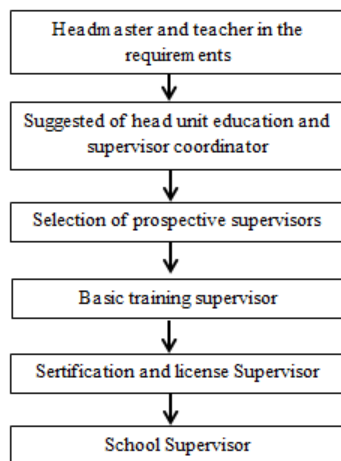 Headmaster and teacher in the
requirements
Suggested of head unit education and
supervisor coordinator
Selection of prospective supervisors
Basic training supervisor
Sertification and license Supervisor
School Supervisor